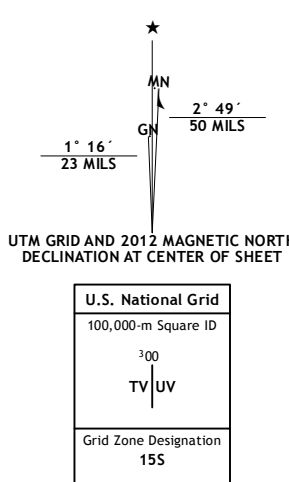 ★
MN
GN
2° 49´
50 MILS
1° 16´
23 MILS
UTM GRID AND 2012 MAGNETIC NORTH
DECLINATION AT CENTER OF SHEET
U.S. National Grid
100,000-m Square ID
³00
TV UV
Grid Zone Designation
15S